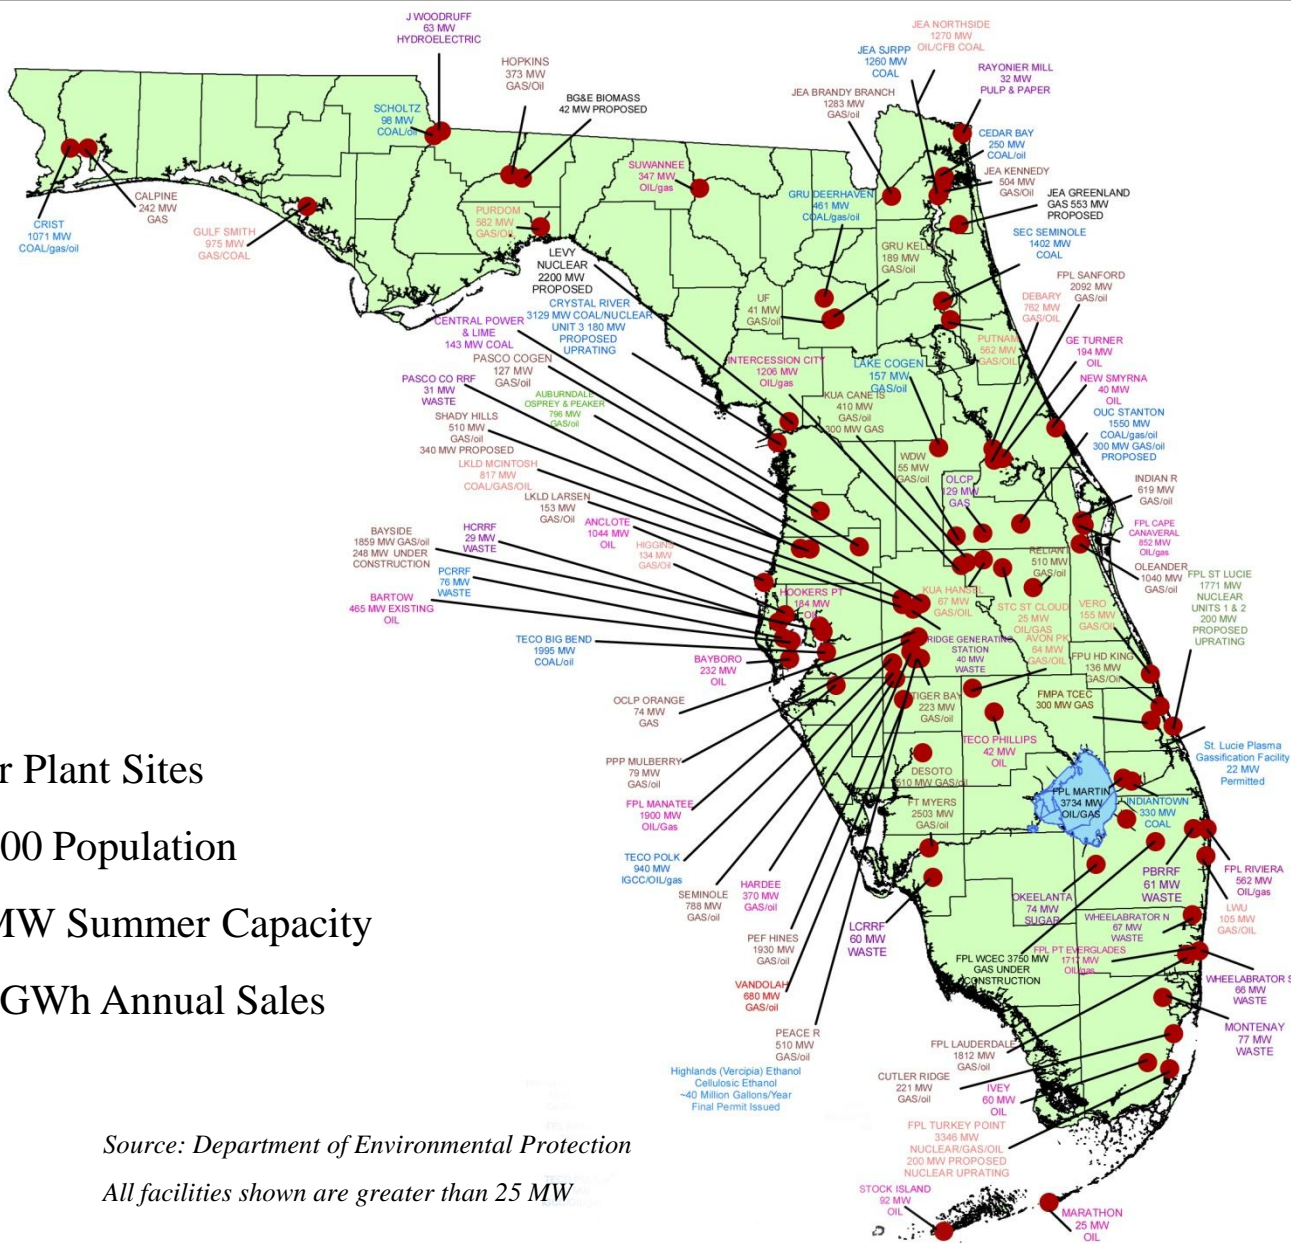 J WOODRUFF
63 MW
HYDROELECTRIC
HOPKINS
373 MW
GAS/Oil
BG&E BIOMASS
42 MW PROPOSED
SCHOLTZ
98 MW
COAL/oil
JEA NORTHSIDE
1270 MW
OIL/CFB COAL
JEA SJRPP
1260 MW
COAL
RAYONIER MILL
32 MW
PULP & PAPER
JEA BRANDY BRANCH
1283 MW
GAS/oil
CEDAR BAY
250 MW
COAL/oil
JEA KENNEDY
504 MW
GAS/Oil
JEA GREENLAND
GAS 553 MW
PROPOSED
SUWANNEE
347 MW
OIL/gas
GRU DEERHAVEN
461 MW
COAL/gas/oil
CALPINE
242 MW
GAS
CRIST
1071 MW
COAL/gas/oil
GULF SMITH
975 MW
GAS/COAL
PURDOM
582 MW
GAS/OIL
SEC SEMINOLE
1402 MW
COAL
GRU KELL
189 MW
GAS/oil
LEVY
NUCLEAR
2200 MW
PROPOSED
FPL SANFORD
2092 MW
GAS/oil
DEBARY
762 MW
GAS/OIL
UF
41 MW
GAS/oil
CRYSTAL RIVER
3129 MW COAL/NUCLEAR
UNIT 3 180 MW
PROPOSED
UPRATING
CENTRAL POWER
& LIME
143 MW COAL
PUTNAM
562 MW
GAS/OIL
GE TURNER
194 MW
OIL
PASCO COGEN
127 MW
GAS/oil
INTERCESSION CITY
1206 MW
OIL/gas
LAKE COGEN
157 MW
GAS/oil
PASCO CO RRF
31 MW
WASTE
NEW SMYRNA
40 MW
OIL
AUBURNDALE
OSPREY & PEAKER
796 MW
GAS/oil
KUA CANE IS
410 MW
GAS/oil
300 MW GAS
SHADY HILLS
510 MW
GAS/oil
340 MW PROPOSED
OUC STANTON
1550 MW
COAL/gas/oil
300 MW GAS/oil
PROPOSED
LKLD MCINTOSH
817 MW
COAL/GAS/OIL
WDW
55 MW
GAS/oil
OLCP
129 MW
GAS
INDIAN R
619 MW
GAS/oil
LKLD LARSEN
153 MW
GAS/Oil
ANCLOTE
1044 MW
OIL
FPL CAPE
CANAVERAL
852 MW
OIL/gas
BAYSIDE
1859 MW GAS/oil
248 MW UNDER
CONSTRUCTION
HCRRF
29 MW
WASTE
HIGGINS
134 MW
GAS/Oil
RELIANT
510 MW
GAS/oil
OLEANDER
1040 MW
GAS/oil
FPL ST LUCIE
1771 MW
NUCLEAR
UNITS 1 & 2
200 MW
PROPOSED
UPRATING
PCRRF
76 MW
WASTE
BARTOW
465 MW EXISTING
OIL
HOOKERS PT
184 MW
OIL
KUA HANSEL
67 MW
GAS/OIL
STC ST CLOUD
25 MW
OIL/GAS
VERO
155 MW
GAS/OIL
TECO BIG BEND
1995 MW
COAL/oil
BAYBORO
232 MW
OIL
RIDGE GENERATING
STATION
40 MW
WASTE
AVON PK
64 MW
GAS/OIL
FPU HD KING
136 MW
GAS/Oil
OCLP ORANGE
74 MW
GAS
TIGER BAY
223 MW
GAS/oil
FMPA TCEC
300 MW GAS
TECO PHILLIPS
42 MW
OIL
St. Lucie Plasma
Gassification Facility
22 MW
Permitted
r Plant Sites
PPP MULBERRY
79 MW
GAS/oil
DESOTO
510 MW GAS/oil
FPL MANATEE
1900 MW
OIL/Gas
FT MYERS
2503 MW
GAS/oil
FPL MARTIN
3734 MW
OIL/GAS
INDIANTOWN
330 MW
COAL
00 Population
TECO POLK
940 MW
IGCC/OIL/gas
PBRRF
61 MW
WASTE
FPL RIVIERA
562 MW
OIL/gas
SEMINOLE
788 MW
GAS/oil
HARDEE
370 MW
GAS/oil
OKEELANTA
74 MW
SUGAR
LWU
105 MW
GAS/OIL
MW Summer Capacity
LCRRF
60 MW
WASTE
WHEELABRATOR N
67 MW
WASTE
PEF HINES
1930 MW
GAS/oil
FPL PT EVERGLADES
1717 MW
OIL/gas
FPL WCEC 3750 MW
GAS UNDER
CONSTRUCTION
GWh Annual Sales
VANDOLAH
680 MW
GAS/oil
WHEELABRATOR S
66 MW
WASTE
PEACE R
510 MW
GAS/oil
MONTENAY
77 MW
WASTE
FPL LAUDERDALE
1812 MW
GAS/oil
Highlands (Vercipia) Ethanol
Cellulosic Ethanol
~40 Million Gallons/Year
Final Permit Issued
CUTLER RIDGE
221 MW
GAS/oil
IVEY
60 MW
OIL
FPL TURKEY POINT
3346 MW
NUCLEAR/GAS/OIL
200 MW PROPOSED
NUCLEAR UPRATING
Source: Department of Environmental Protection
All facilities shown are greater than 25 MW
STOCK ISLAND
92 MW
OIL
MARATHON
25 MW
OIL